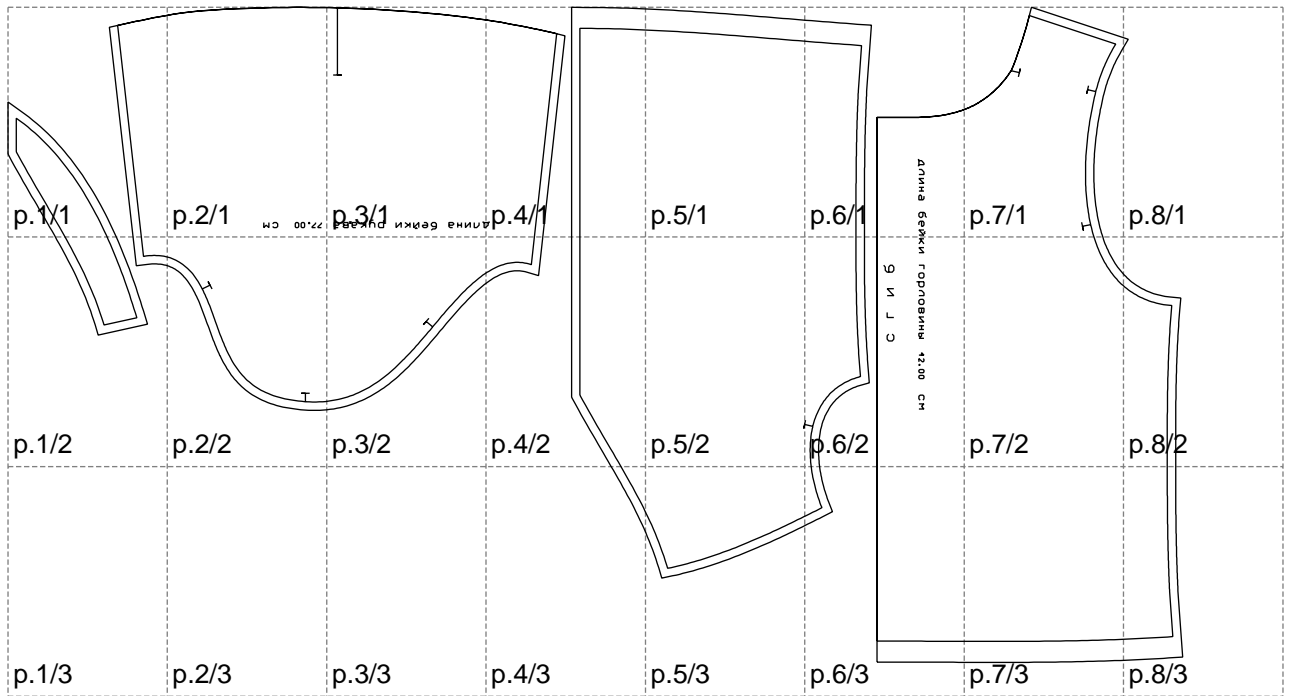 p.1/1 p.2/1 p.3/1 p.4/1 p.5/1 p.6/1 p.7/1 p.8/1
длина бейки рукава 27.00 см
длина бейки горловины 42.00 см
сгиб
p.1/2 p.2/2 p.3/2 p.4/2 p.5/2 p.6/2 p.7/2 p.8/2
p.1/3 p.2/3 p.3/3 p.4/3 p.5/3 p.6/3 p.7/3 p.8/3